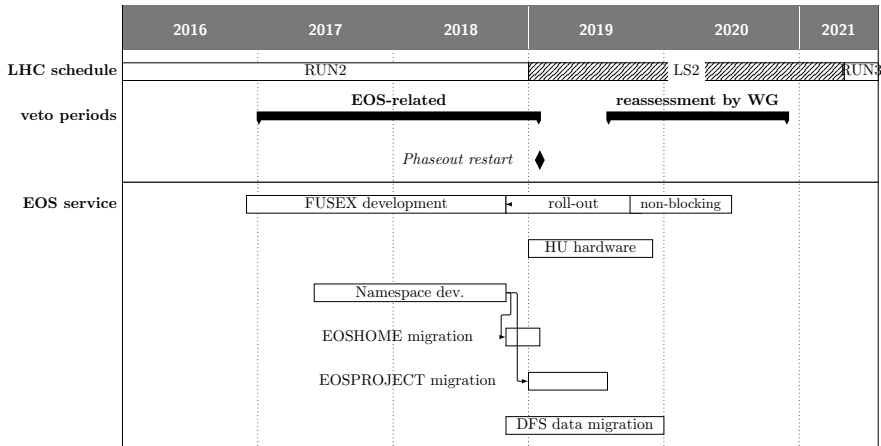 2016 2017 2018 2019 2020 2021
LHC schedule RUN2 LS2 RUN3
EOS-related reassessment by WG
veto periods
Phaseout restart
EOS service FUSEX development roll-out non-blocking
HU hardware
Namespace dev.
EOSHOME migration
EOSPROJECT migration
DFS data migration